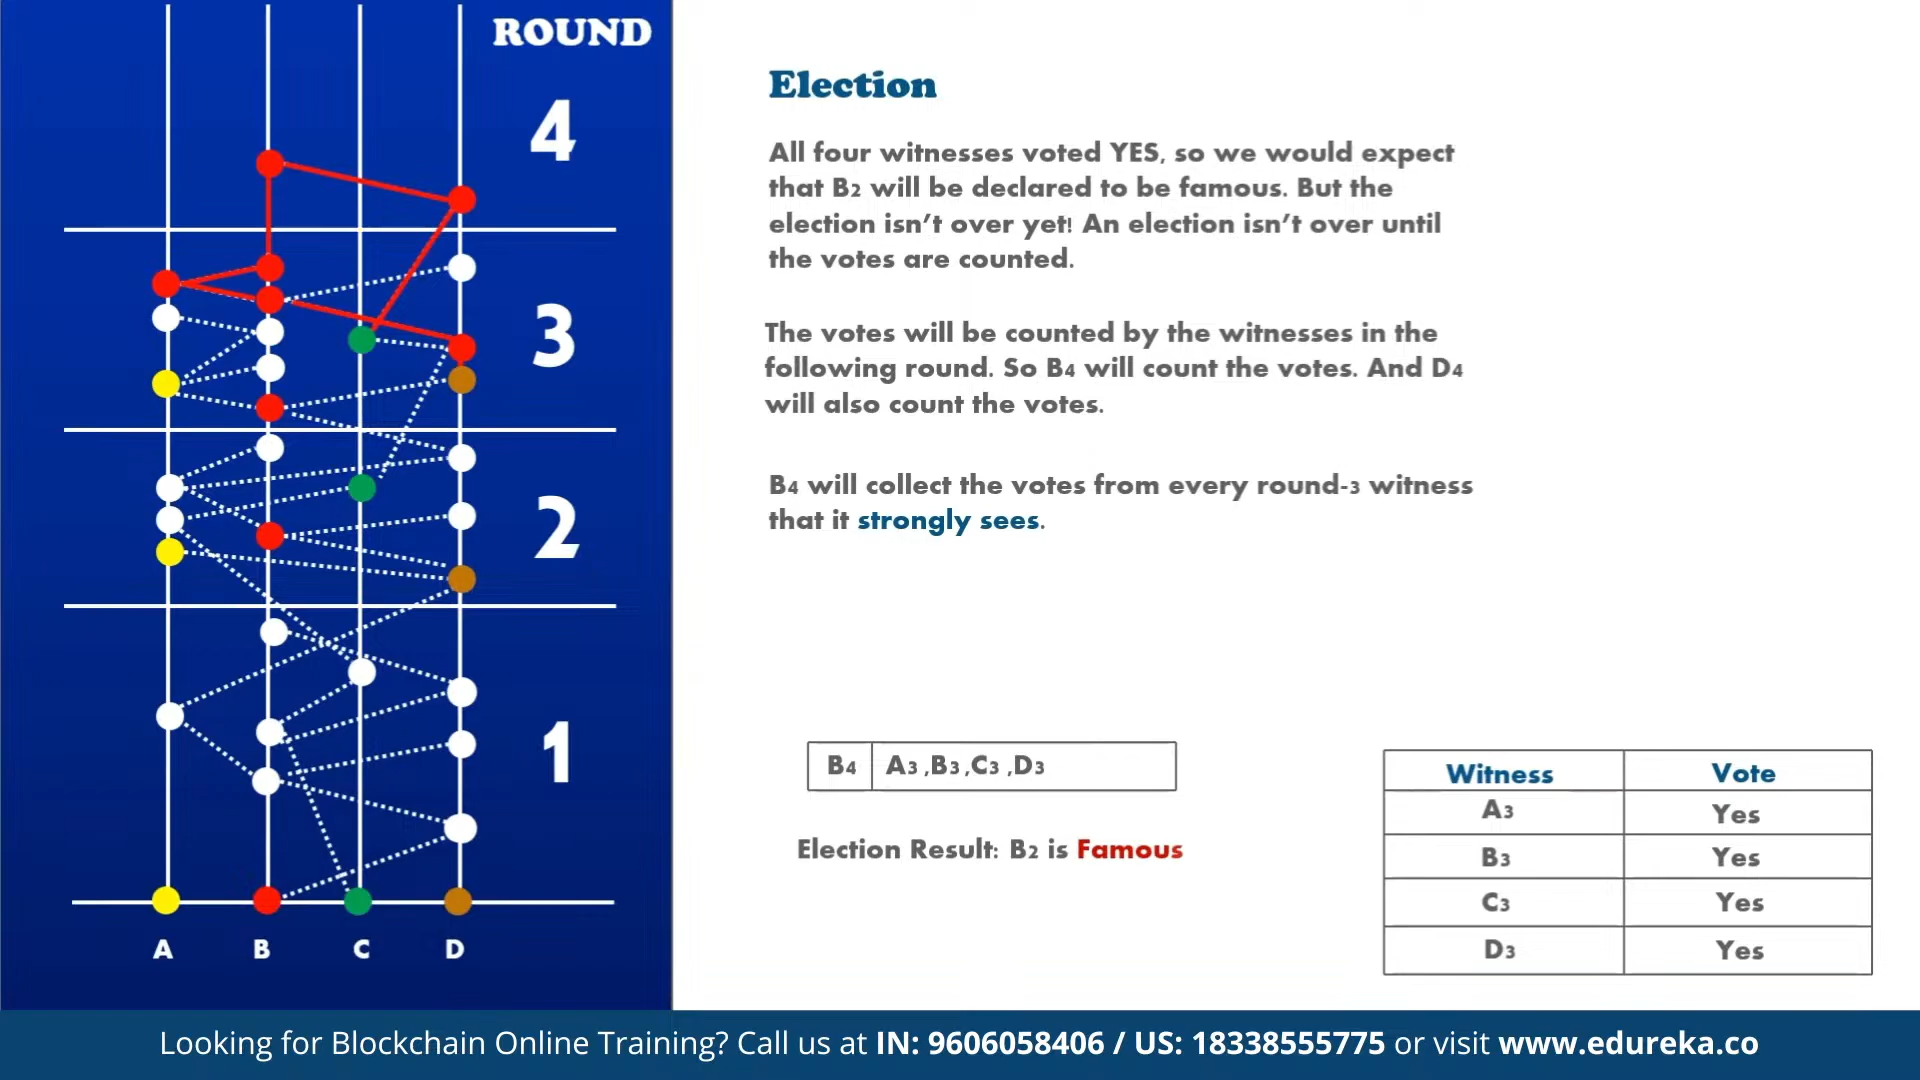 ROUND
4
3
2
1
A B C D
Election
All four witnesses voted YES, so we would expect
that B2 will be declared to be famous. But the
election isn't over yet! An election isn't over until
the votes are counted.
The votes will be counted by the witnesses in the
following round. So B4 will count the votes. And D4
will also count the votes.
B4 will collect the votes from every round-3 witness
that it strongly sees.
B4 A3 ,B3 ,C3 ,D3
Election Result: B2 is Famous
Witness Vote
A3 Yes
B3 Yes
C3 Yes
D3 Yes
Looking for Blockchain Online Training? Call us at IN: 9606058406 / US: 18338555775 or visit www.edureka.co